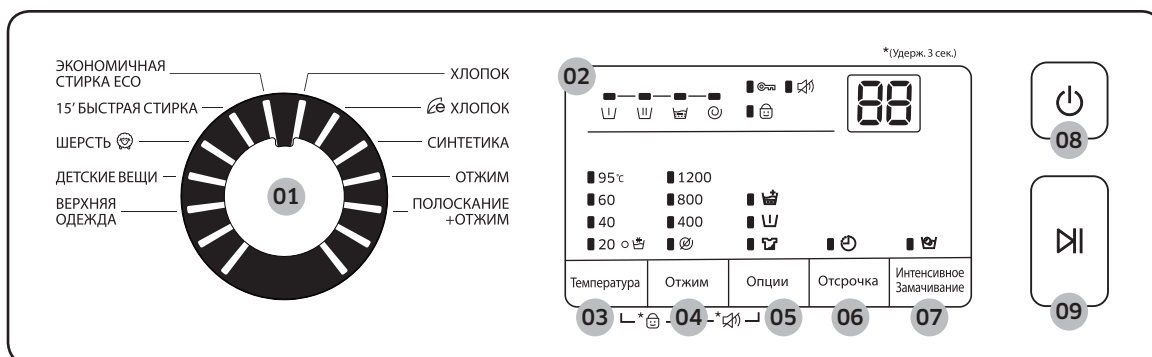 ЭКОНОМИЧНАЯ
СТИРКА ECO
15’ БЫСТРАЯ СТИРКА
ШЕРСТЬ
ДЕТСКИЕ ВЕЩИ
ВЕРХНЯЯ
ОДЕЖДА
01
ХЛОПОК
e ХЛОПОК
СИНТЕТИКА
ОТЖИМ
ПОЛОСКАНИЕ
+ОТЖИМ
*(Удерж. 3 сек.)
02
88
95℃ 1200
60 800
40 400
20
Температура
Отжим
Опции
Отсрочка
Интенсивное
Замачивание
03 * 04 * 05 06 07
08
09